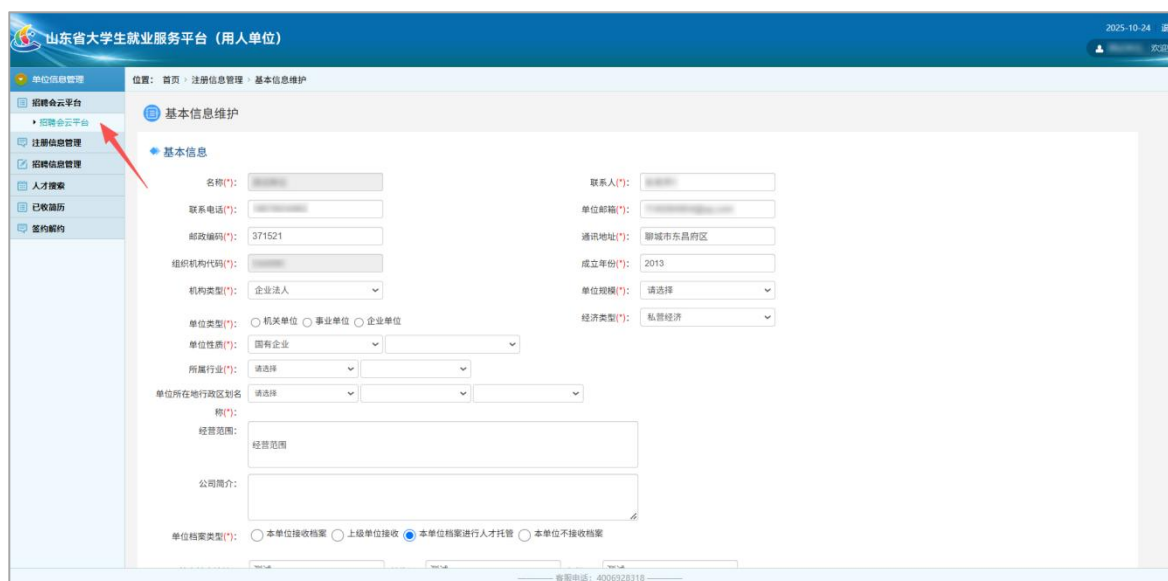 山东省大学生就业服务平台（用人单位）
2025-10-24
欢迎
单位信息管理
招聘会云平台
招聘会云平台
注册信息管理
招聘信息管理
人才搜索
已收简历
签约解约
位置： 首页 › 注册信息管理 › 基本信息维护
基本信息维护
基本信息
名称(*)： 联系人(*)：
联系电话(*)： 单位邮箱(*)：
邮政编码(*)： 371521 通讯地址(*)： 聊城市东昌府区
组织机构代码(*)： 成立年份(*)： 2013
机构类型(*)： 企业法人 单位规模(*)： 请选择
单位类型(*)： 机关单位 事业单位 企业单位 经济类型(*)： 私营经济
单位性质(*)： 国有企业
所属行业(*)： 请选择
单位所在地行政区划名 请选择
称(*)：
经营范围：
经营范围
公司简介：
单位档案类型(*)： 本单位接收档案 上级单位接收 本单位档案进行人才托管 本单位不接收档案
客服电话：4006928318